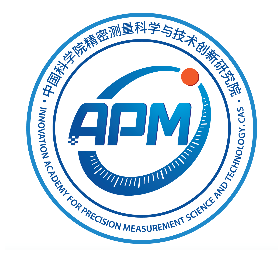 ·中国科学院精密测量科学与技术创新研究院·
APM
INNOVATION ACADEMY FOR PRECISION MEASUREMENT SCIENCE AND TECHNOLOGY, CAS